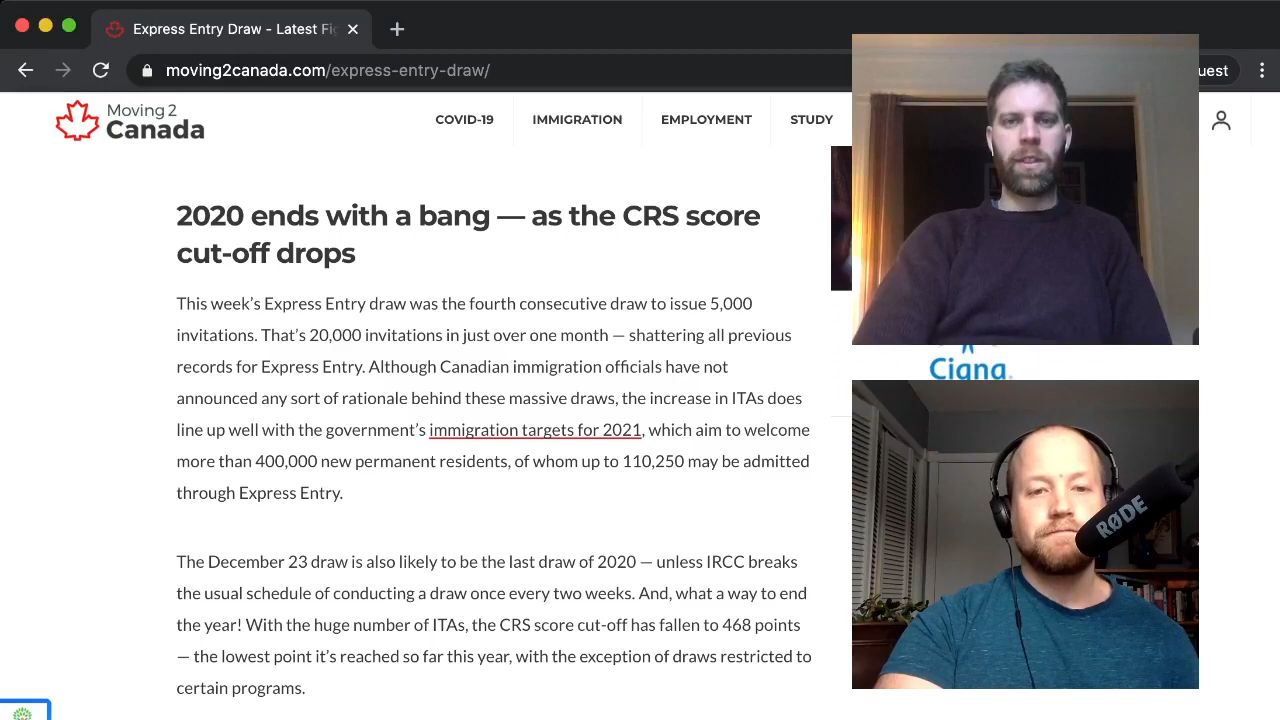 Express Entry Draw - Latest Fi
moving2canada.com/express-entry-draw/
uest
Moving 2
Canada
COVID-19 IMMIGRATION EMPLOYMENT STUDY
2020 ends with a bang — as the CRS score
cut-off drops
This week’s Express Entry draw was the fourth consecutive draw to issue 5,000
invitations. That’s 20,000 invitations in just over one month — shattering all previous
records for Express Entry. Although Canadian immigration officials have not
announced any sort of rationale behind these massive draws, the increase in ITAs does
line up well with the government’s immigration targets for 2021, which aim to welcome
more than 400,000 new permanent residents, of whom up to 110,250 may be admitted
through Express Entry.
The December 23 draw is also likely to be the last draw of 2020 — unless IRCC breaks
the usual schedule of conducting a draw once every two weeks. And, what a way to end
the year! With the huge number of ITAs, the CRS score cut-off has fallen to 468 points
— the lowest point it’s reached so far this year, with the exception of draws restricted to
certain programs.
Cigna
RØDE